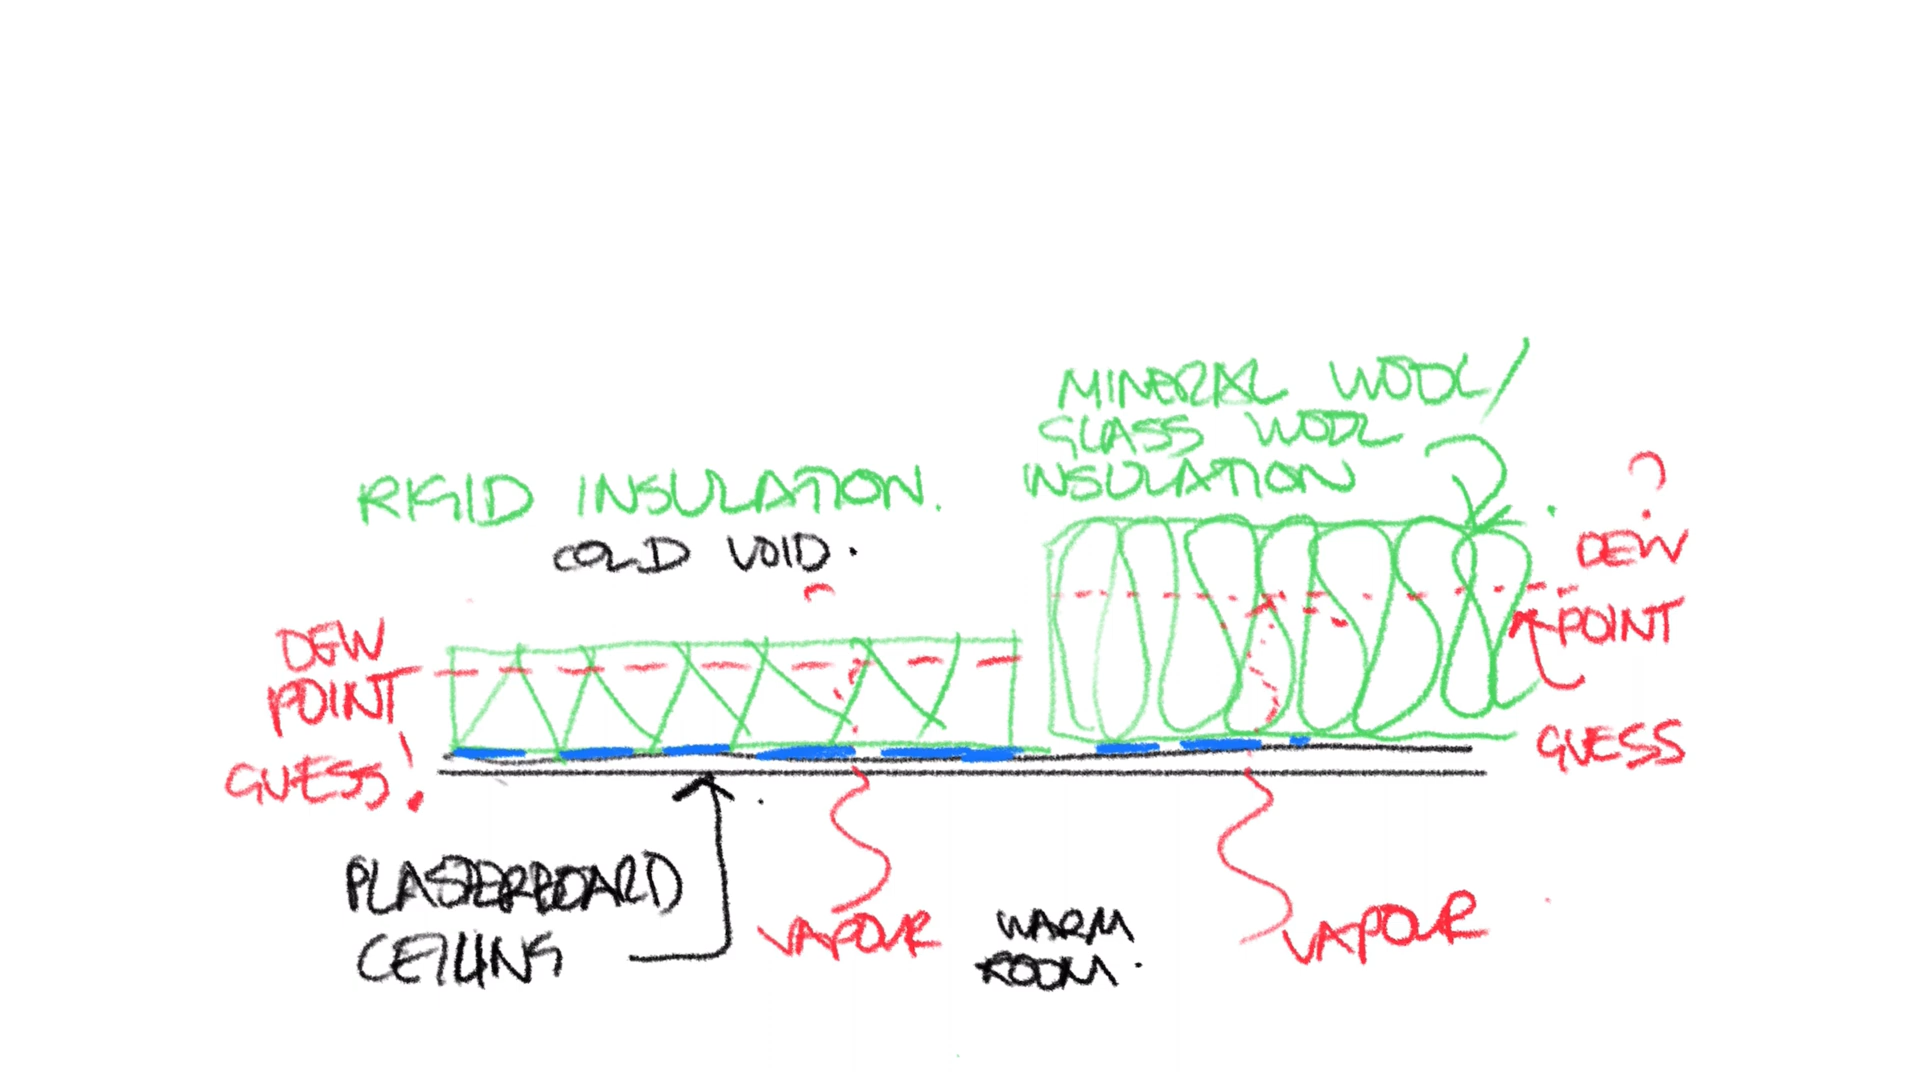 MINERAL WOOL/
GLASS WOOL
INSULATION
RIGID INSULATION.
COLD VOID.
?
DEW
POINT
GUESS
DEW
POINT
GUESS!
PLASTERBOARD
CEILING
VAPOUR
WARM
ROOM.
VAPOUR